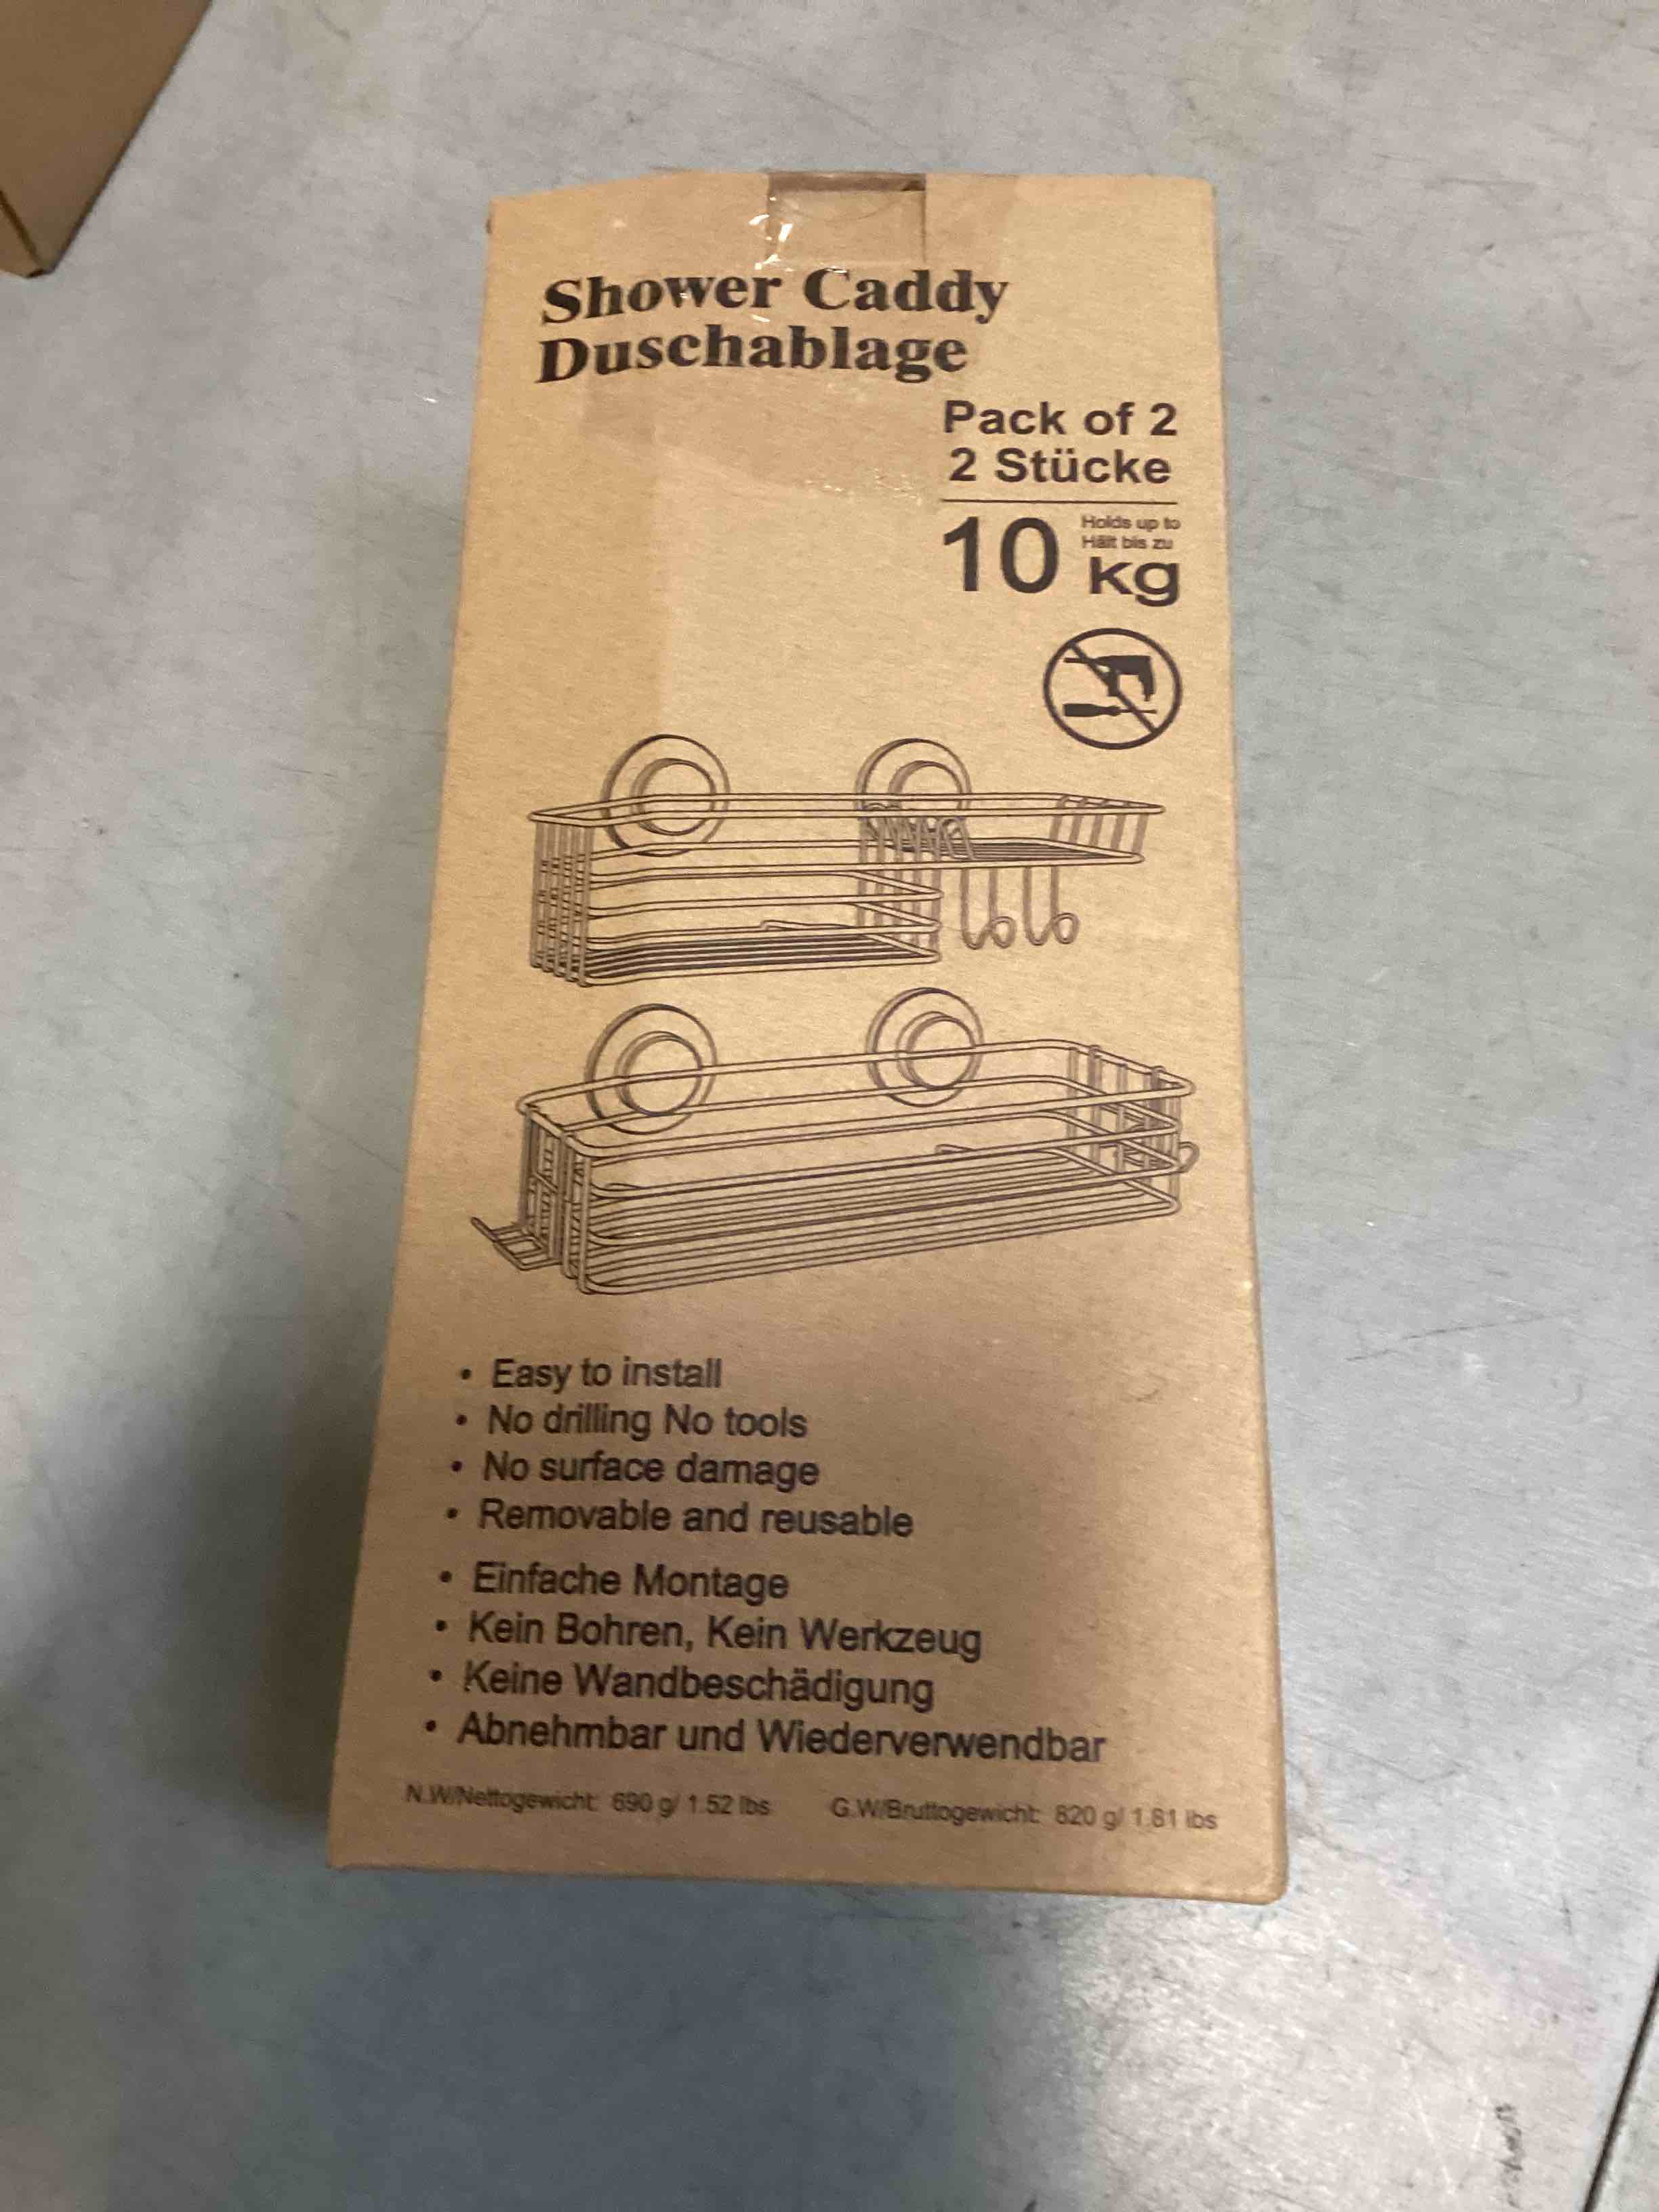 Shower Caddy
Duschablage
Pack of 2
2 Stücke
10 Holds up to
Hält bis zu
kg
• Easy to install
• No drilling No tools
• No surface damage
• Removable and reusable
• Einfache Montage
• Kein Bohren, Kein Werkzeug
• Keine Wandbeschädigung
• Abnehmbar und Wiederverwendbar
N.W/Nettogewicht: 690 g/ 1.52 lbs G.W/Bruttogewicht: 820 g/ 1.81 lbs